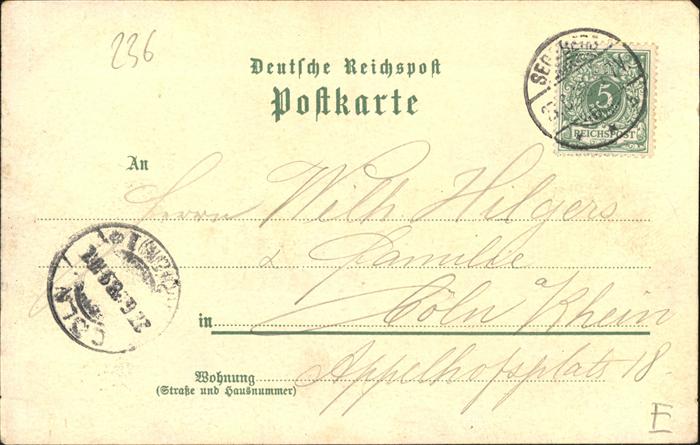 236
Deutsche Reichspost
Postkarte
5
REICHSPOST
An
Herrn Wilh. Hilgers
& Familie
in Cöln a Rhein
Wohnung Appelhofsplatz 18.
(Straße und Hausnummer)
CÖLN
E